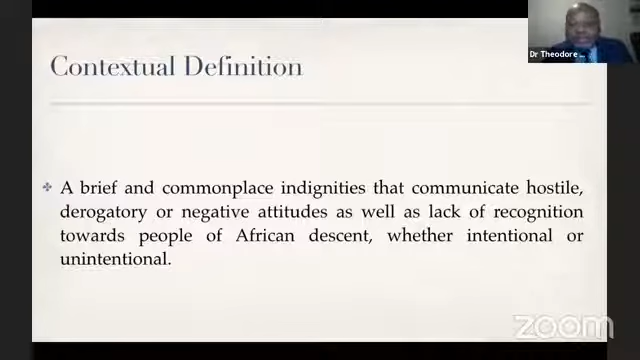 Dr Theodore ...
Contextual Definition
A brief and commonplace indignities that communicate hostile,
derogatory or negative attitudes as well as lack of recognition
towards people of African descent, whether intentional or
unintentional.
zoom